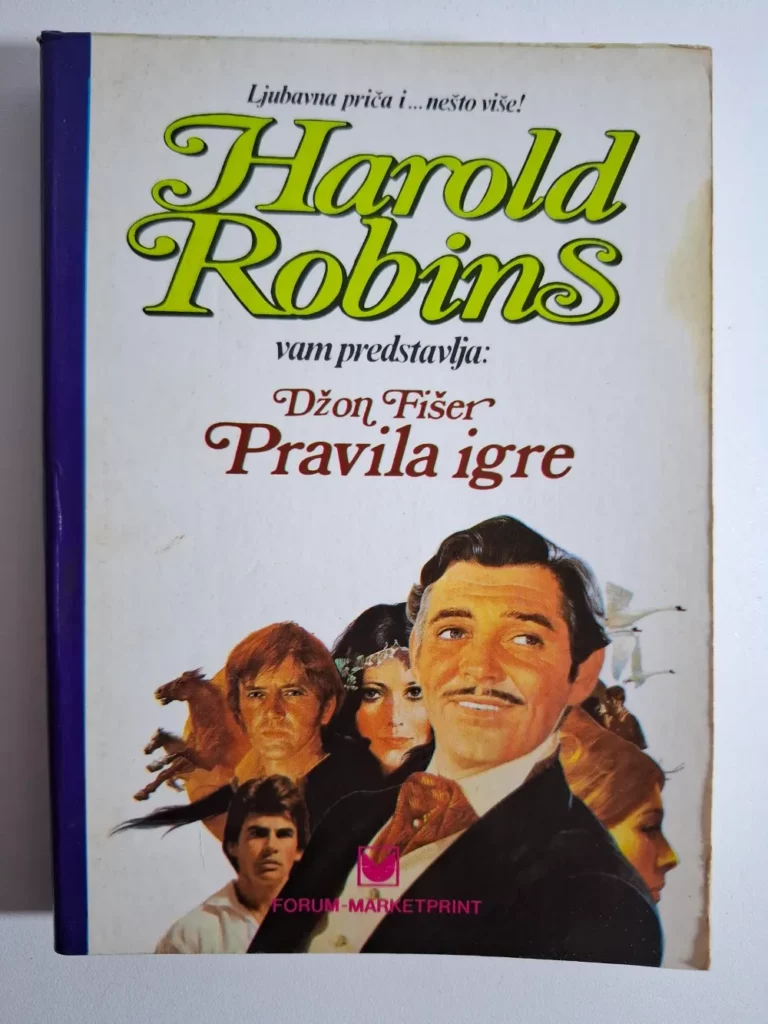 Ljubavna priča i... nešto više!
Harold
Robins
vam predstavlja:
Džon Fišer
Pravila igre
FORUM-MARKETPRINT